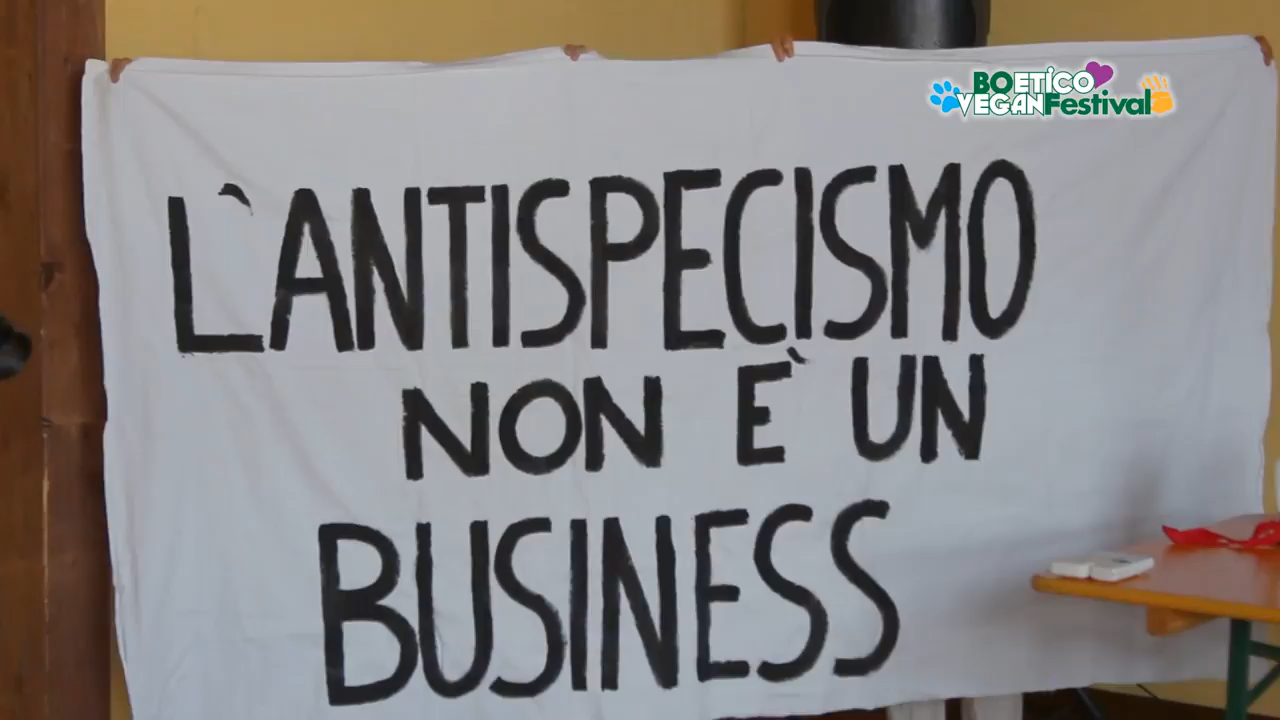 BOETICO
VEGANFestival
L'ANTISPECISMO
NON È UN
BUSINESS